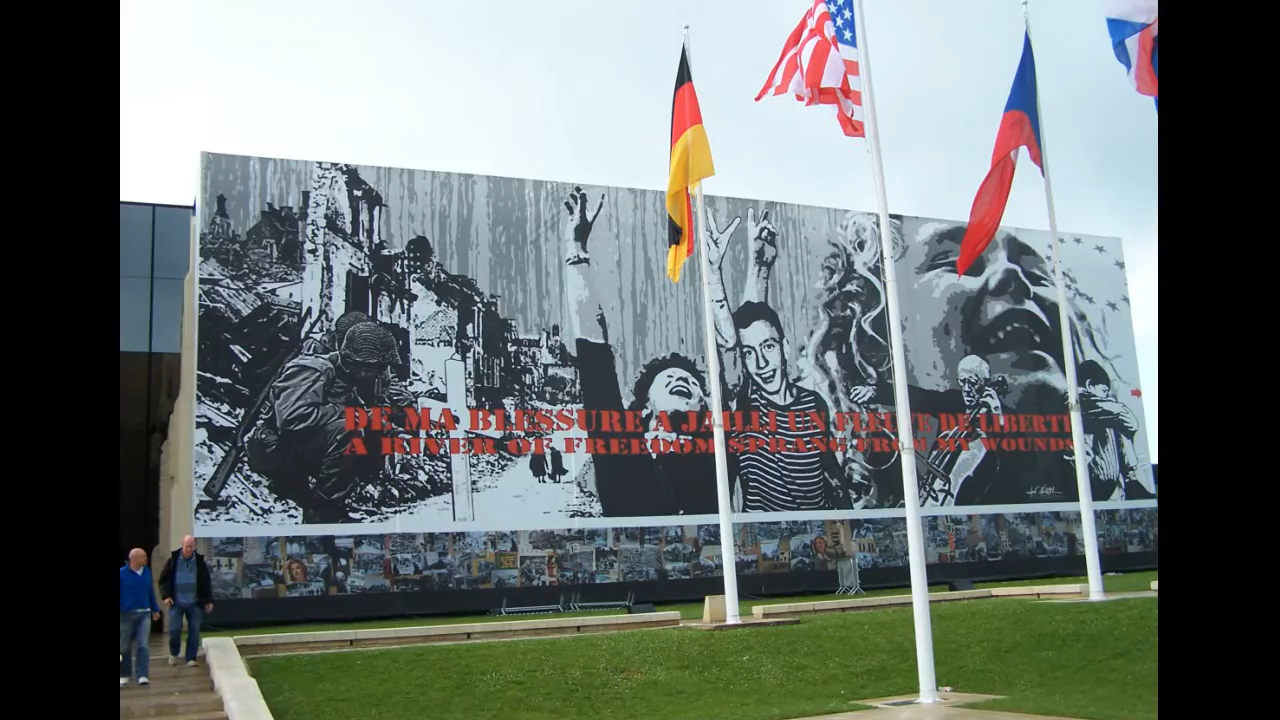 DE MA BLESSURE A JAILLI UN FLEUVE DE LIBERTE
A RIVER OF FREEDOM SPRANG FROM MY WOUNDS